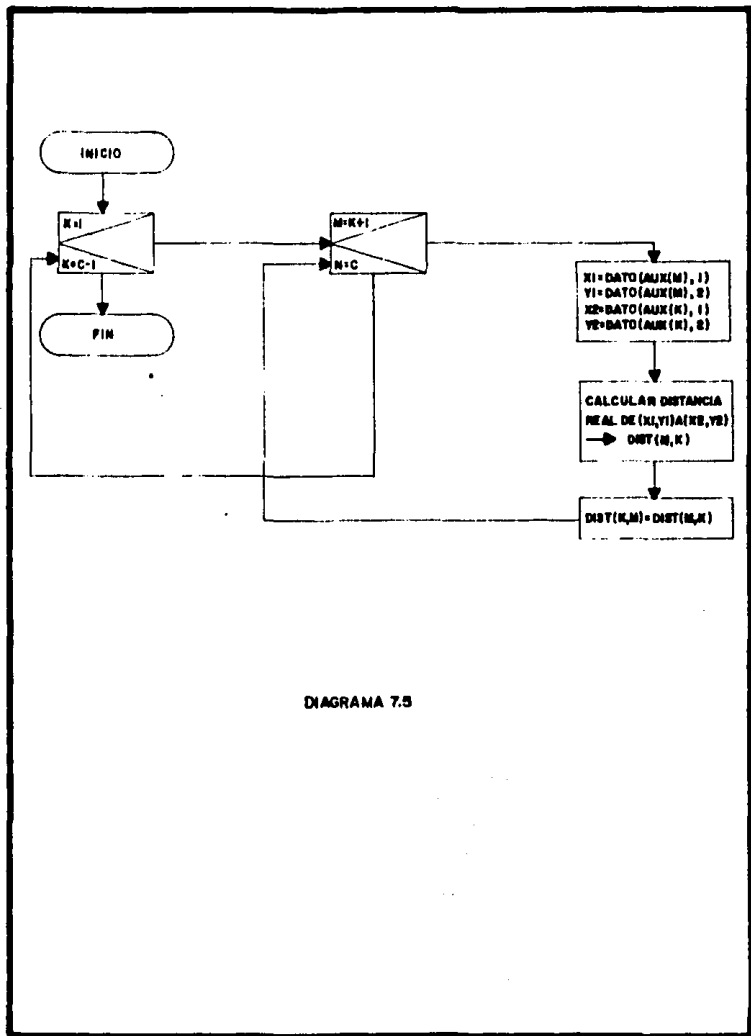 INICIO
K=1
K=C-1
FIN
M=K+1
N=C
X1=DATO(AUX(M),1)
Y1=DATO(AUX(M),2)
X2=DATO(AUX(K),1)
Y2=DATO(AUX(K),2)
CALCULAR DISTANCIA
REAL DE (X1,Y1)A(X2,Y2)
→ DIST(M,K)
DIST(K,M)=DIST(M,K)
DIAGRAMA 7.5